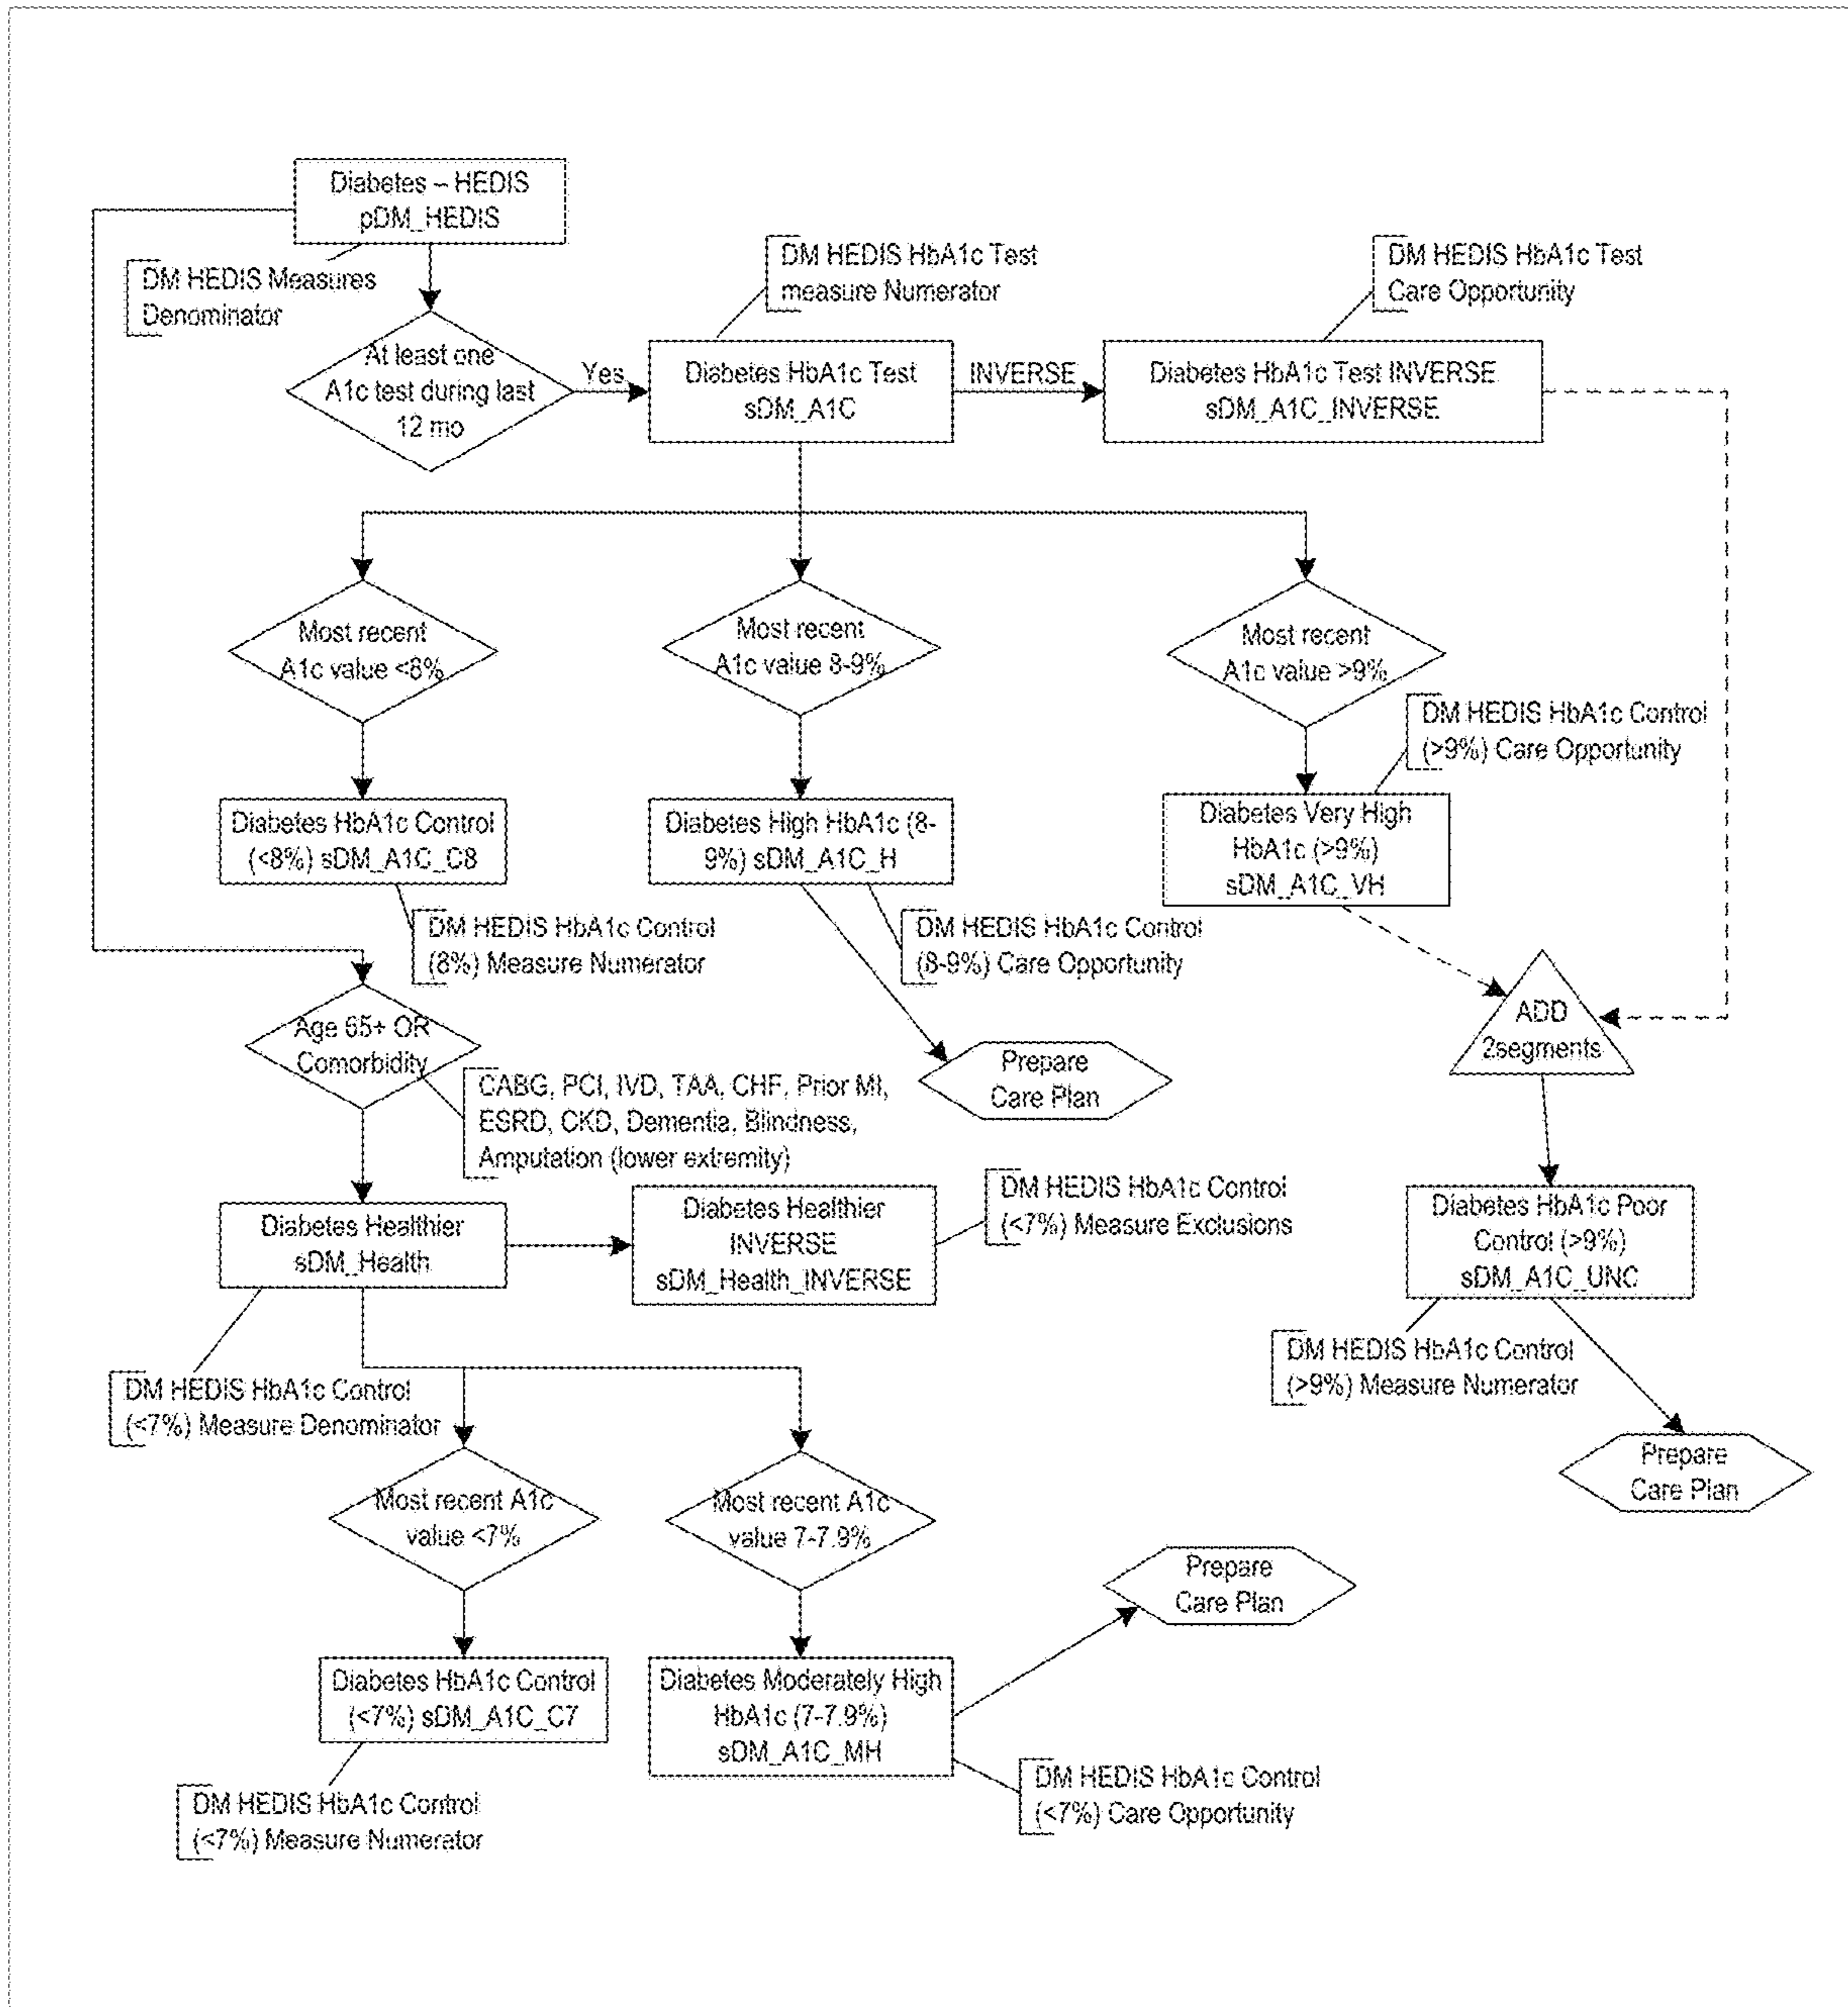 Diabetes – HEDIS
pDM_HEDIS
DM HEDIS Measures
Denominator
At least one
A1c test during last
12 mo
Yes
DM HEDIS HbA1c Test
measure Numerator
Diabetes HbA1c Test
sDM_A1C
INVERSE
DM HEDIS HbA1c Test
Care Opportunity
Diabetes HbA1c Test INVERSE
sDM_A1C_INVERSE
Most recent
A1c value <8%
Most recent
A1c value 8-9%
Most recent
A1c value >9%
DM HEDIS HbA1c Control
(>9%) Care Opportunity
Diabetes HbA1c Control
(<8%) sDM_A1C_C8
Diabetes High HbA1c (8-
9%) sDM_A1C_H
Diabetes Very High
HbA1c (>9%)
sDM_A1C_VH
DM HEDIS HbA1c Control
(8%) Measure Numerator
DM HEDIS HbA1c Control
(8-9%) Care Opportunity
ADD
2segments
Age 65+ OR
Comorbidity
CABG, PCI, IVD, TAA, CHF, Prior MI,
ESRD, CKD, Dementia, Blindness,
Amputation (lower extremity)
Prepare
Care Plan
Diabetes Healthier
sDM_Health
Diabetes Healthier
INVERSE
sDM_Health_INVERSE
DM HEDIS HbA1c Control
(<7%) Measure Exclusions
Diabetes HbA1c Poor
Control (>9%)
sDM_A1C_UNC
DM HEDIS HbA1c Control
(>9%) Measure Numerator
DM HEDIS HbA1c Control
(<7%) Measure Denominator
Prepare
Care Plan
Most recent A1c
value <7%
Most recent A1c
value 7-7.9%
Prepare
Care Plan
Diabetes HbA1c Control
(<7%) sDM_A1C_C7
Diabetes Moderately High
HbA1c (7-7.9%)
sDM_A1C_MH
DM HEDIS HbA1c Control
(<7%) Measure Numerator
DM HEDIS HbA1c Control
(<7%) Care Opportunity